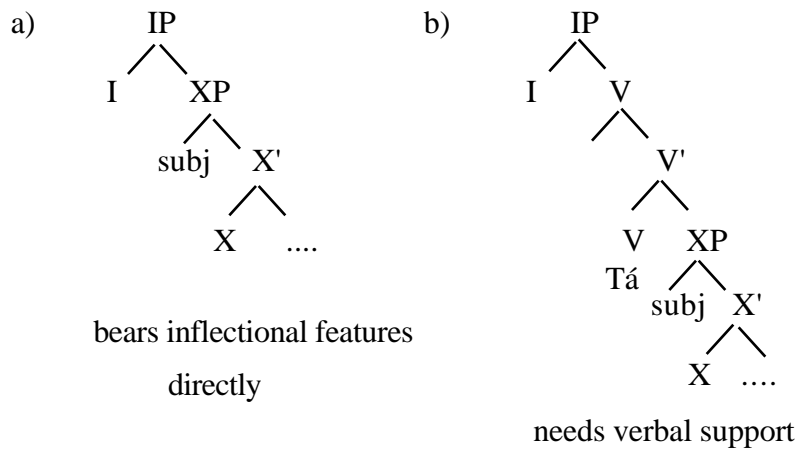 a) IP
I XP
subj X'
X ....
bears inflectional features
directly
b) IP
I V
V'
V XP
Tá
subj X'
X ....
needs verbal support